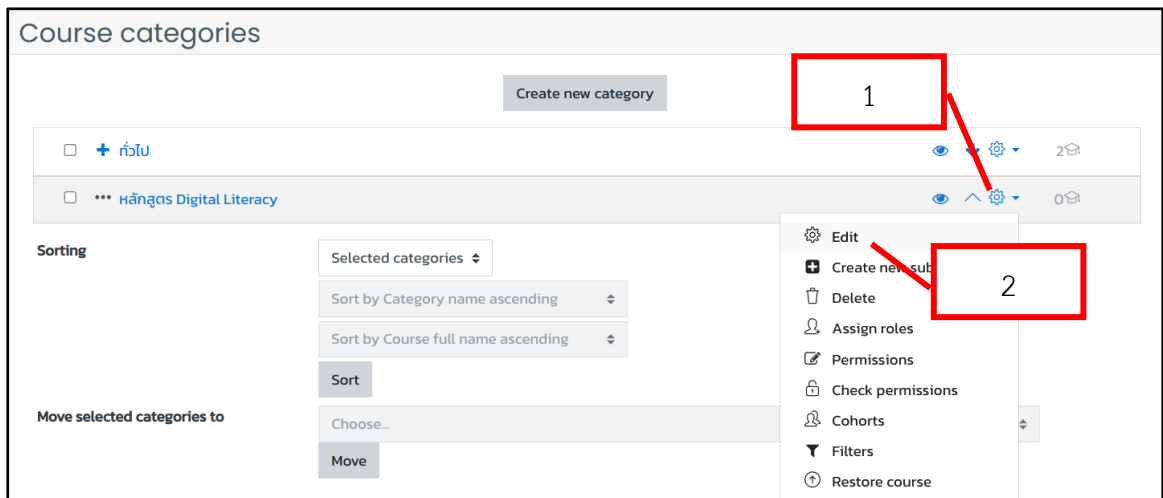 Course categories
Create new category
1
ทั่วไป
2
หลักสูตร Digital Literacy
0
Sorting
Selected categories
Edit
Sort by Category name ascending
Create new sub
2
Delete
Sort by Course full name ascending
Assign roles
Sort
Permissions
Check permissions
Move selected categories to
Choose...
Cohorts
Move
Filters
Restore course